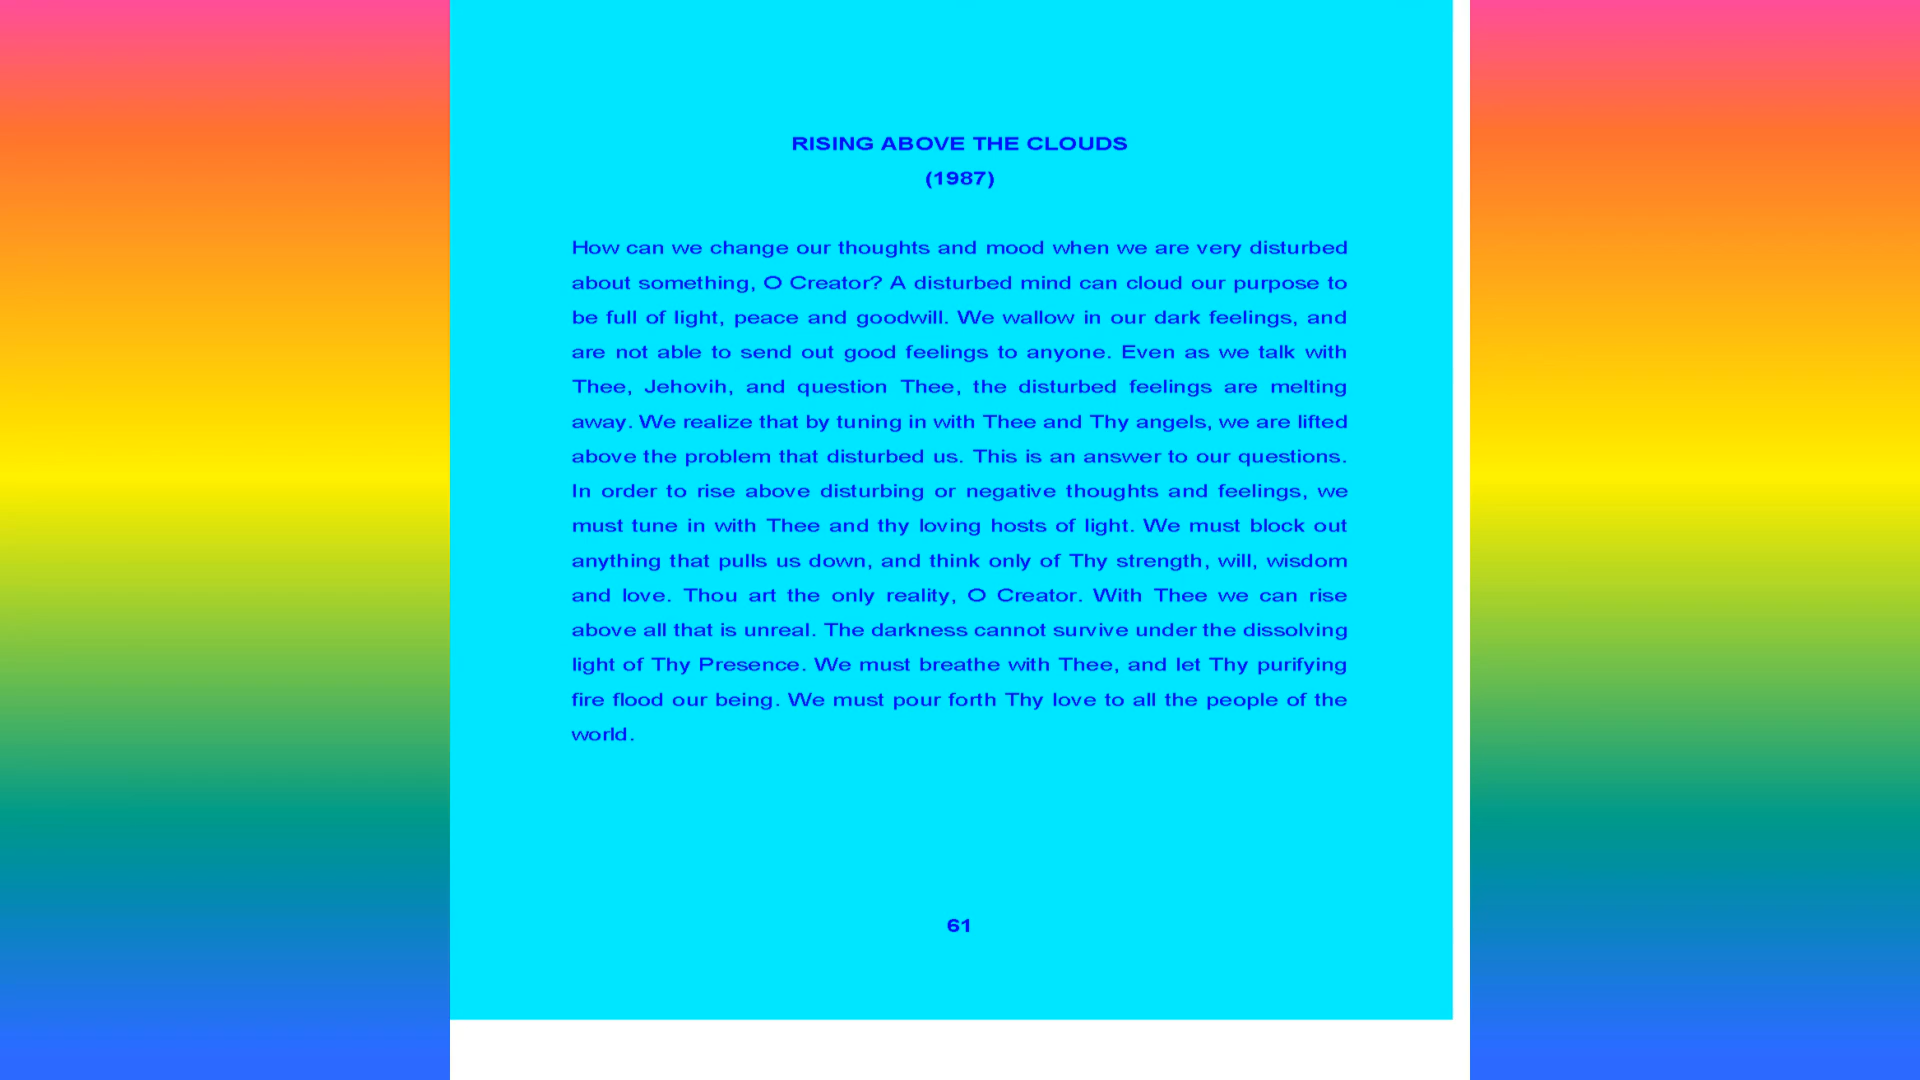 RISING ABOVE THE CLOUDS
(1987)
How can we change our thoughts and mood when we are very disturbed
about something, O Creator? A disturbed mind can cloud our purpose to
be full of light, peace and goodwill. We wallow in our dark feelings, and
are not able to send out good feelings to anyone. Even as we talk with
Thee, Jehovih, and question Thee, the disturbed feelings are melting
away. We realize that by tuning in with Thee and Thy angels, we are lifted
above the problem that disturbed us. This is an answer to our questions.
In order to rise above disturbing or negative thoughts and feelings, we
must tune in with Thee and thy loving hosts of light. We must block out
anything that pulls us down, and think only of Thy strength, will, wisdom
and love. Thou art the only reality, O Creator. With Thee we can rise
above all that is unreal. The darkness cannot survive under the dissolving
light of Thy Presence. We must breathe with Thee, and let Thy purifying
fire flood our being. We must pour forth Thy love to all the people of the
world.
61